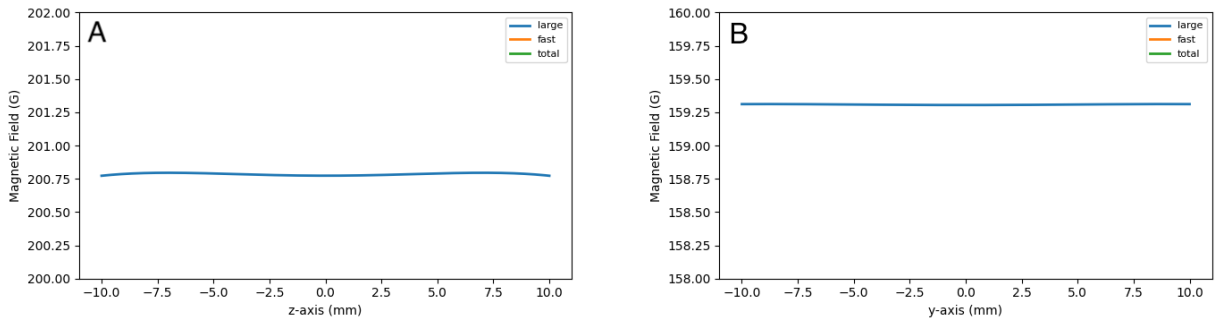 A
large
fast
total
202.00
201.75
201.50
201.25
201.00
200.75
200.50
200.25
200.00
Magnetic Field (G)
−10.0 −7.5 −5.0 −2.5 0.0 2.5 5.0 7.5 10.0
z-axis (mm)
B
large
fast
total
160.00
159.75
159.50
159.25
159.00
158.75
158.50
158.25
158.00
Magnetic Field (G)
−10.0 −7.5 −5.0 −2.5 0.0 2.5 5.0 7.5 10.0
y-axis (mm)